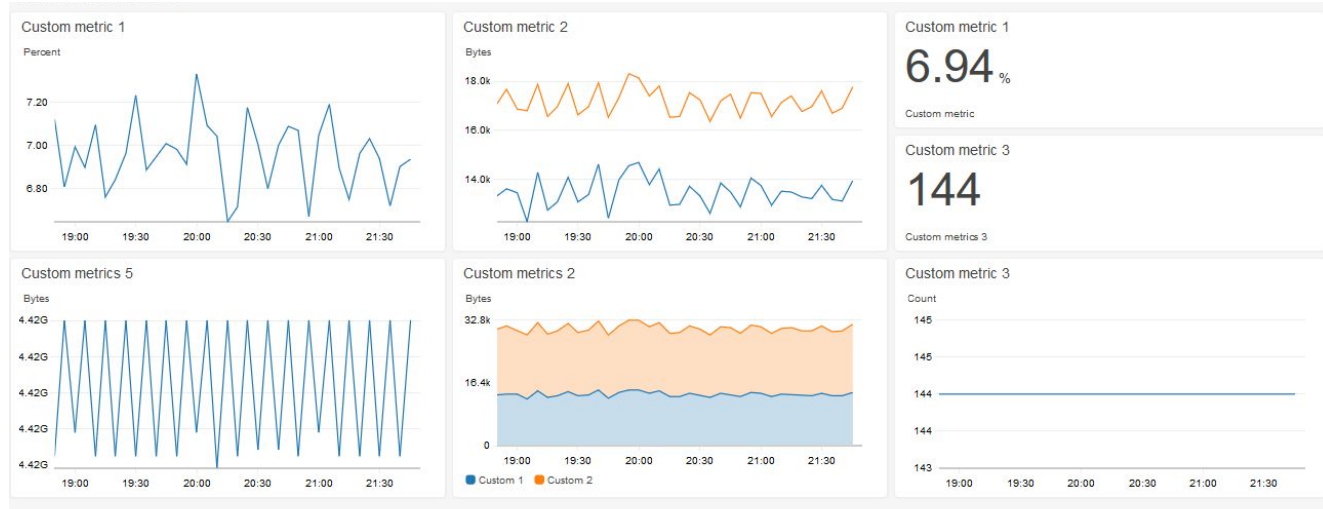 Custom metric 1
Percent
7.20
7.00
6.80
19:00 19:30 20:00 20:30 21:00 21:30
Custom metric 2
Bytes
18.0k
16.0k
14.0k
19:00 19:30 20:00 20:30 21:00 21:30
Custom metric 1
6.94 %
Custom metric
Custom metric 3
144
Custom metrics 3
Custom metrics 5
Bytes
4.42G
4.42G
4.42G
4.42G
4.42G
19:00 19:30 20:00 20:30 21:00 21:30
Custom metrics 2
Bytes
32.8k
16.4k
0
19:00 19:30 20:00 20:30 21:00 21:30
Custom 1 Custom 2
Custom metric 3
Count
145
145
144
144
143
19:00 19:30 20:00 20:30 21:00 21:30